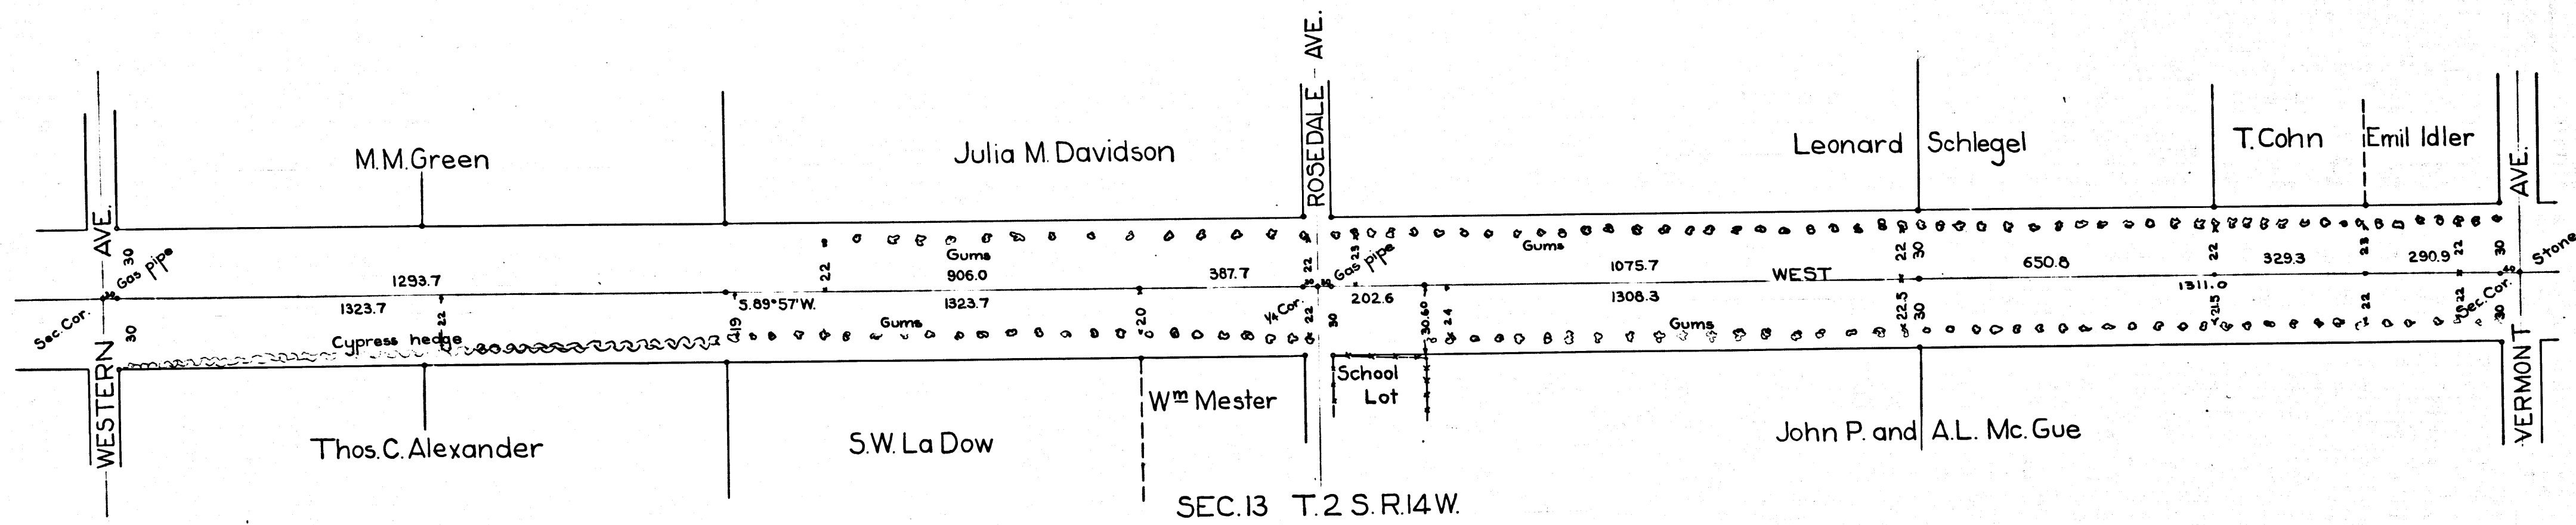 ROSEDALE AVE.
M.M.Green
Julia M. Davidson
Leonard Schlegel
T. Cohn
Emil Idler
WESTERN AVE.
VERMONT AVE.
30
Gas pipe
22
Gums
22
23
Gas pipe
Gums
22
30
22
23
22
30
Stone
1293.7
906.0
387.7
1075.7
WEST
650.8
329.3
290.9
40
1323.7
S.89°57'W.
1323.7
202.6
1308.3
1311.0
Sec. Cor.
30
22
19
Gums
20
1/4 Cor.
22
30
30.60
24
Gums
22.5
30
21.5
22
22
Sec. Cor.
30
Cypress hedge
School
Lot
Wm Mester
Thos. C. Alexander
S.W. La Dow
John P. and A.L. Mc. Gue
SEC. 13 T. 2 S. R. 14 W.